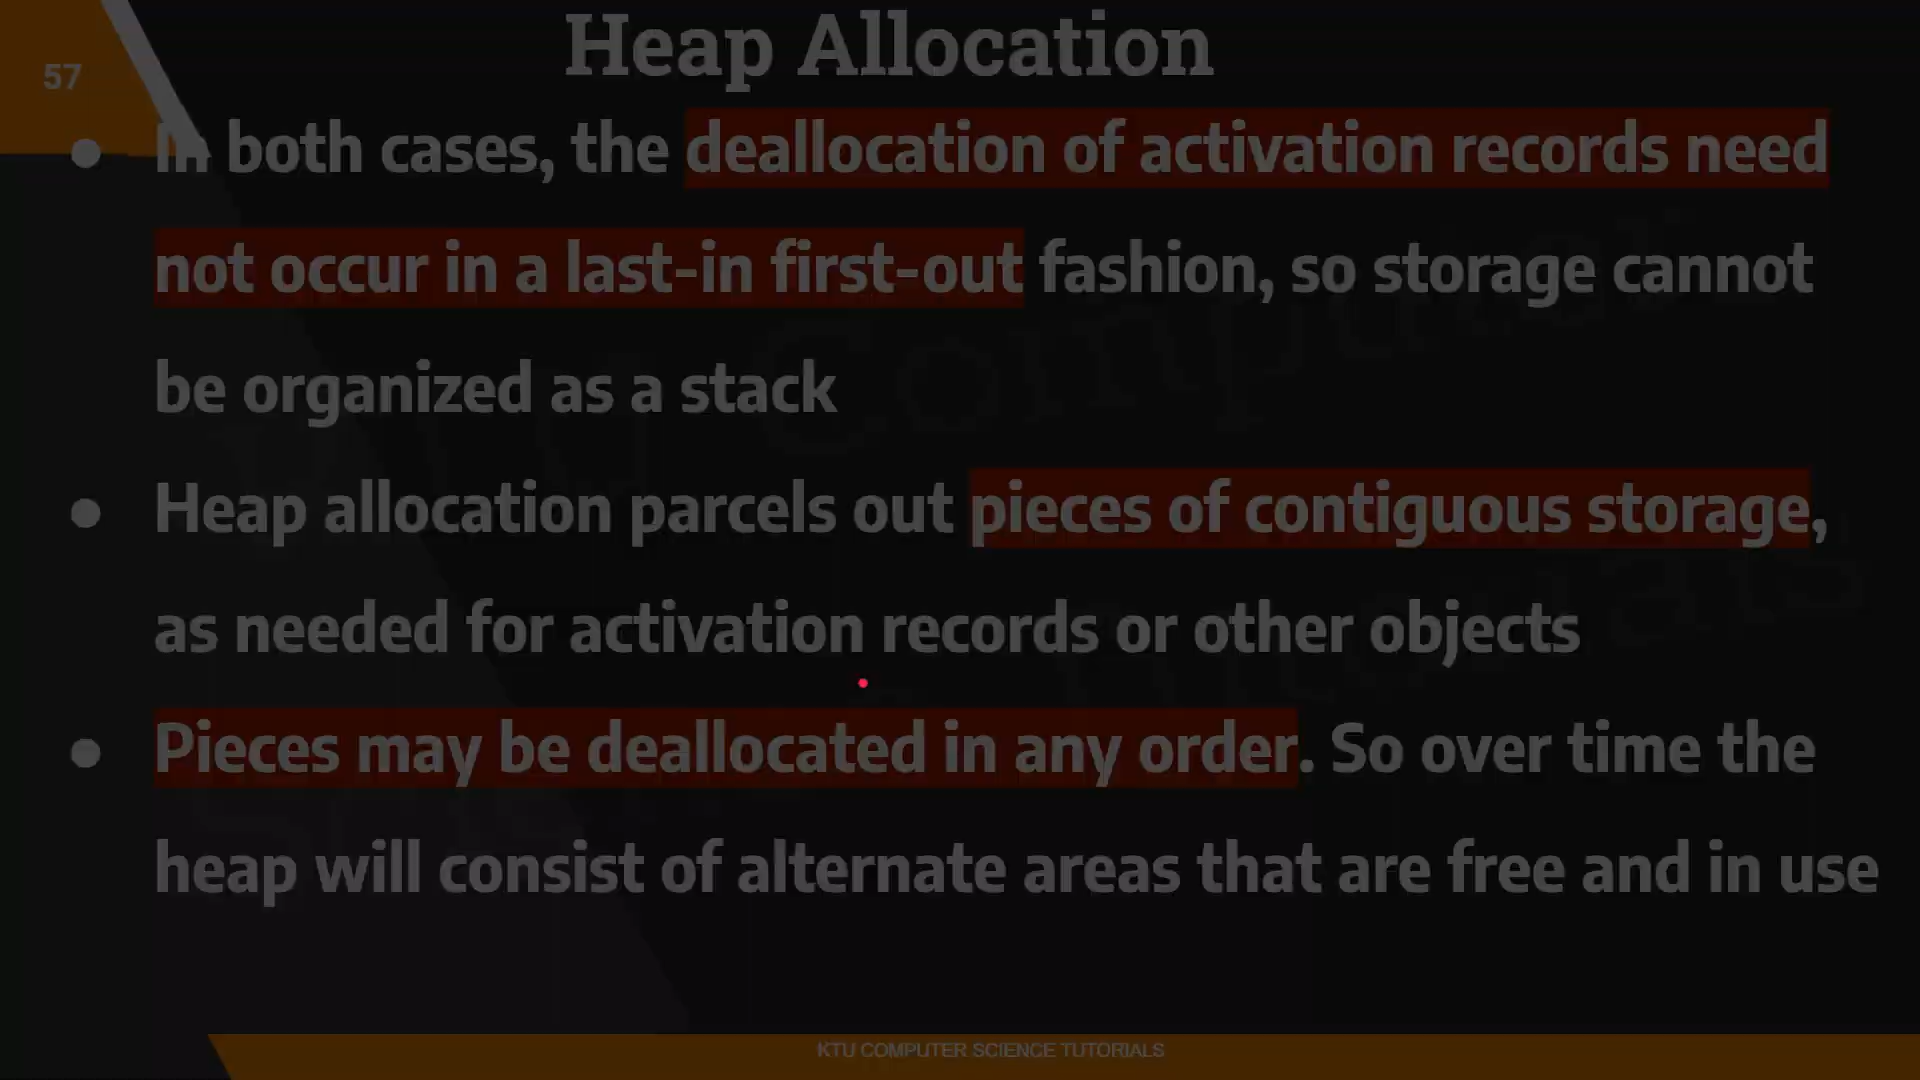 57
Heap Allocation
● In both cases, the deallocation of activation records need
not occur in a last-in first-out fashion, so storage cannot
be organized as a stack
● Heap allocation parcels out pieces of contiguous storage,
as needed for activation records or other objects
● Pieces may be deallocated in any order. So over time the
heap will consist of alternate areas that are free and in use
KTU COMPUTER SCIENCE TUTORIALS